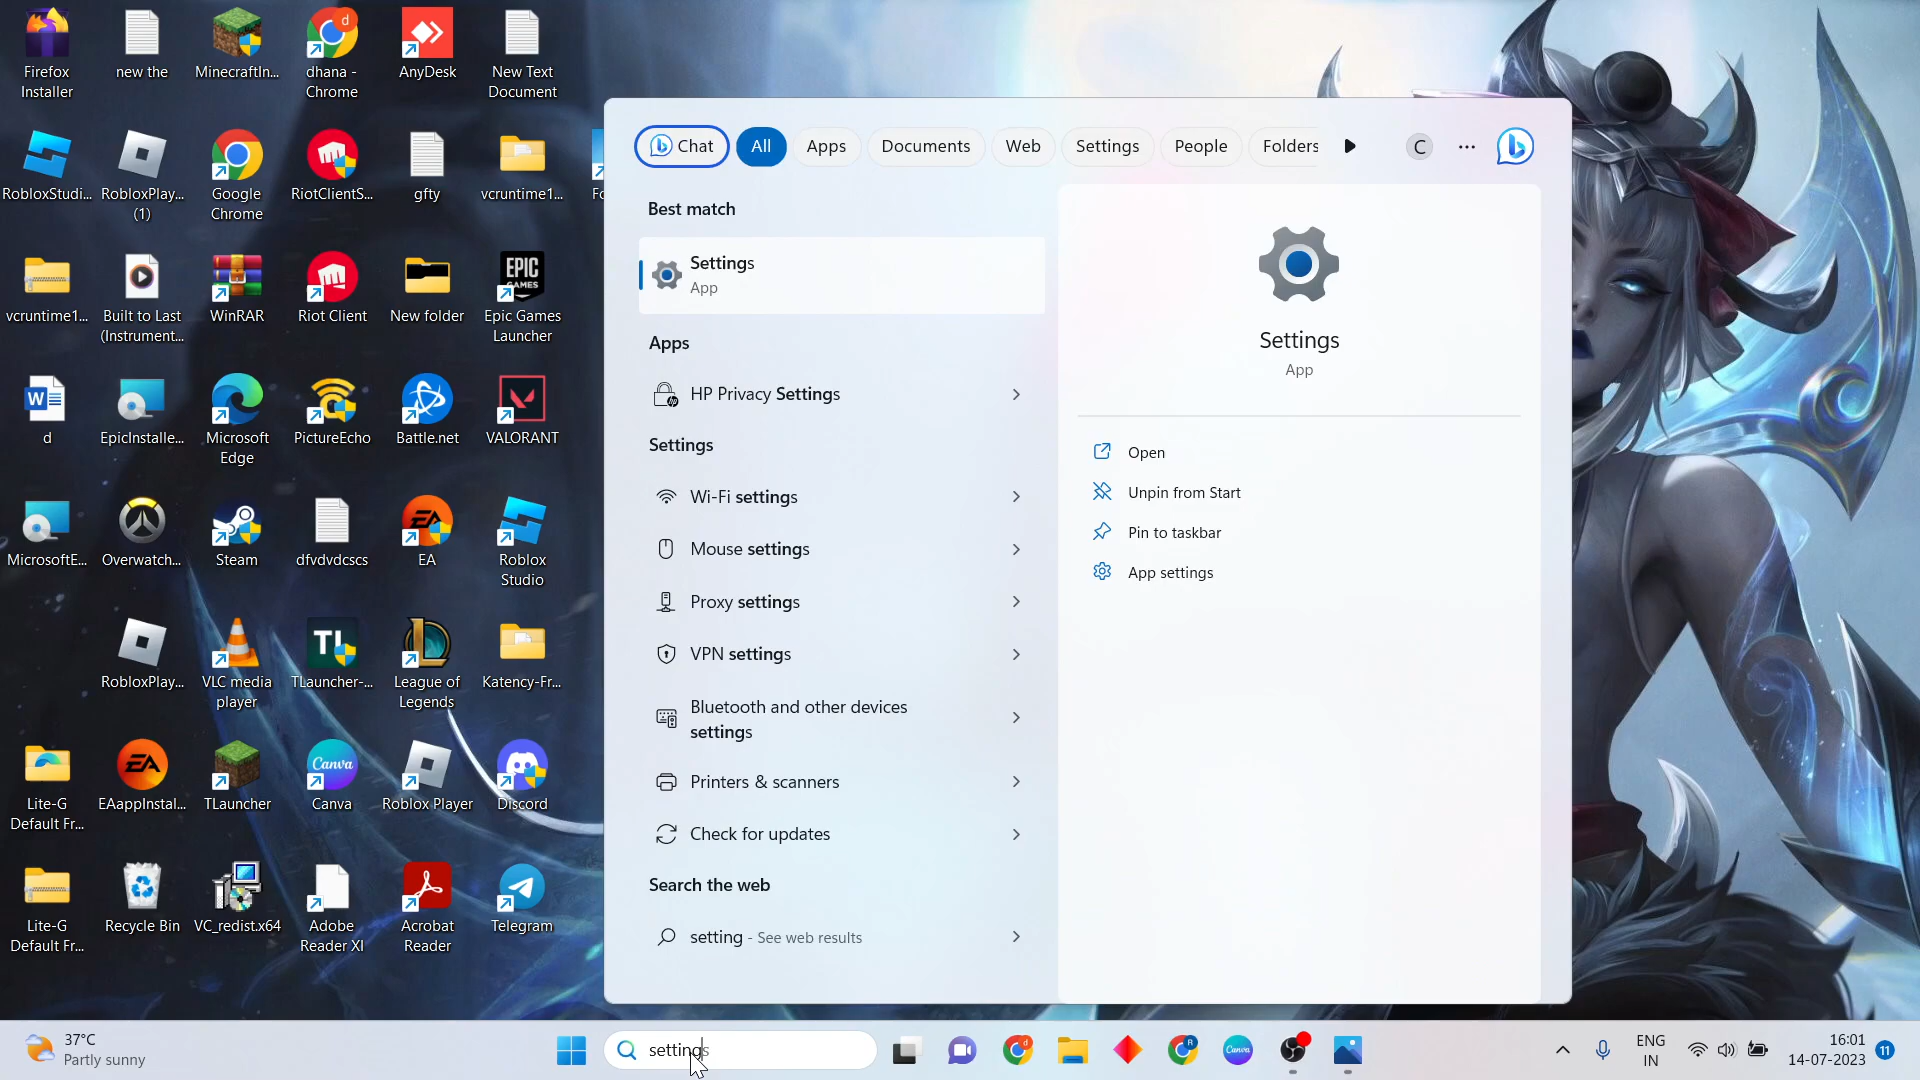 Firefox
Installer
new the
MinecraftIn...
dhana -
Chrome
AnyDesk
New Text
Document
RobloxStudi...
RobloxPlay...
(1)
Google
Chrome
RiotClientS...
gfty
vcruntime1...
Fo
vcruntime1...
Built to Last
(Instrument...
WinRAR
Riot Client
New folder
EPIC
GAMES
Epic Games
Launcher
d
EpicInstalle...
Microsoft
Edge
PictureEcho
Battle.net
VALORANT
MicrosoftE...
Overwatch...
Steam
dfvdvdcscs
EA
Roblox
Studio
RobloxPlay...
VLC media
player
TLauncher-...
League of
Legends
Katency-Fr...
Lite-G
Default Fr...
EAappInstal...
TLauncher
Canva
Roblox Player
Discord
Lite-G
Default Fr...
Recycle Bin
VC_redist.x64
Adobe
Reader XI
Acrobat
Reader
Telegram
Chat
All
Apps
Documents
Web
Settings
People
Folders
C
Best match
Settings
App
Apps
HP Privacy Settings
Settings
Wi-Fi settings
Mouse settings
Proxy settings
VPN settings
Bluetooth and other devices
settings
Printers & scanners
Check for updates
Search the web
setting - See web results
Settings
App
Open
Unpin from Start
Pin to taskbar
App settings
37°C
Partly sunny
settings
ENG
IN
16:01
14-07-2023
11